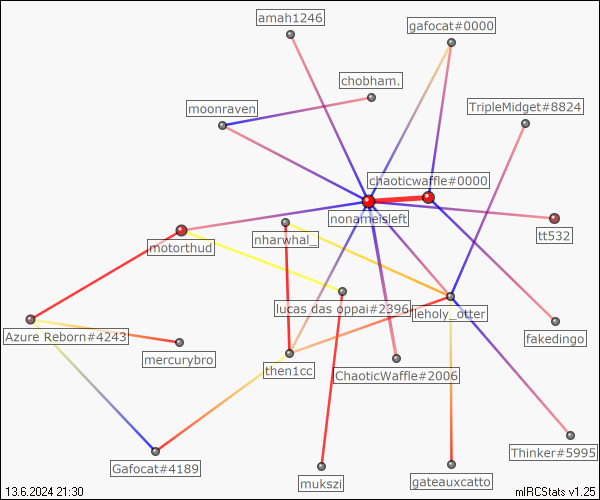 amah1246
gafocat#0000
chobham.
moonraven
TripleMidget#8824
chaoticwaffle#0000
nonameisleft
tt532
nharwhal_
motorthud
lucas das oppai#2396
leholy_otter
Azure Reborn#4243
fakedingo
mercurybro
then1cc
ChaoticWaffle#2006
Thinker#5995
Gafocat#4189
mukszi
gateauxcatto
13.6.2024 21:30
mIRCStats v1.25